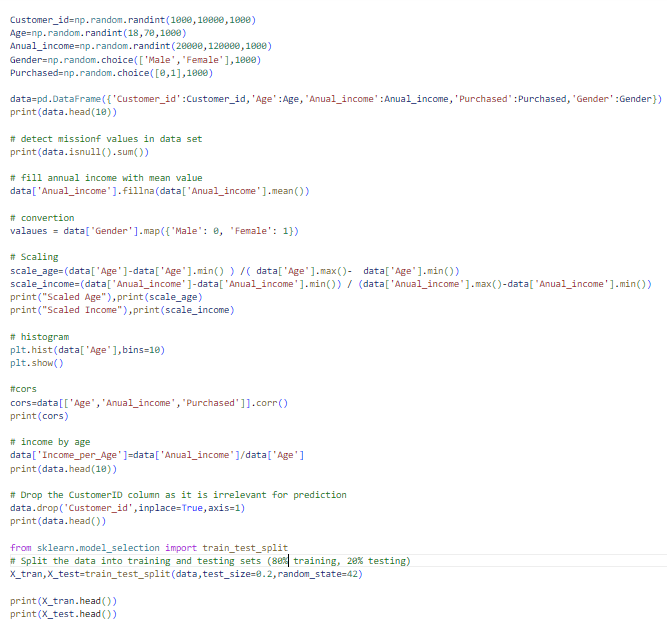 Customer_id=np.random.randint(1000,10000,1000)
Age=np.random.randint(18,70,1000)
Anual_income=np.random.randint(20000,120000,1000)
Gender=np.random.choice(['Male','Female'],1000)
Purchased=np.random.choice([0,1],1000)
data=pd.DataFrame({'Customer_id':Customer_id,'Age':Age,'Anual_income':Anual_income,'Purchased':Purchased,'Gender':Gender})
print(data.head(10))
# detect missionf values in data set
print(data.isnull().sum())
# fill annual income with mean value
data['Anual_income'].fillna(data['Anual_income'].mean())
# convertion
valaues = data['Gender'].map({'Male': 0, 'Female': 1})
# Scaling
scale_age=(data['Age']-data['Age'].min() ) /( data['Age'].max()-  data['Age'].min())
scale_income=(data['Anual_income']-data['Anual_income'].min()) / (data['Anual_income'].max()-data['Anual_income'].min())
print("Scaled Age"),print(scale_age)
print("Scaled Income"),print(scale_income)
# histogram
plt.hist(data['Age'],bins=10)
plt.show()
#cors
cors=data[['Age','Anual_income','Purchased']].corr()
print(cors)
# income by age
data['Income_per_Age']=data['Anual_income']/data['Age']
print(data.head(10))
# Drop the CustomerID column as it is irrelevant for prediction
data.drop('Customer_id',inplace=True,axis=1)
print(data.head())
from sklearn.model_selection import train_test_split
# Split the data into training and testing sets (80% training, 20% testing)
X_tran,X_test=train_test_split(data,test_size=0.2,random_state=42)
print(X_tran.head())
print(X_test.head())